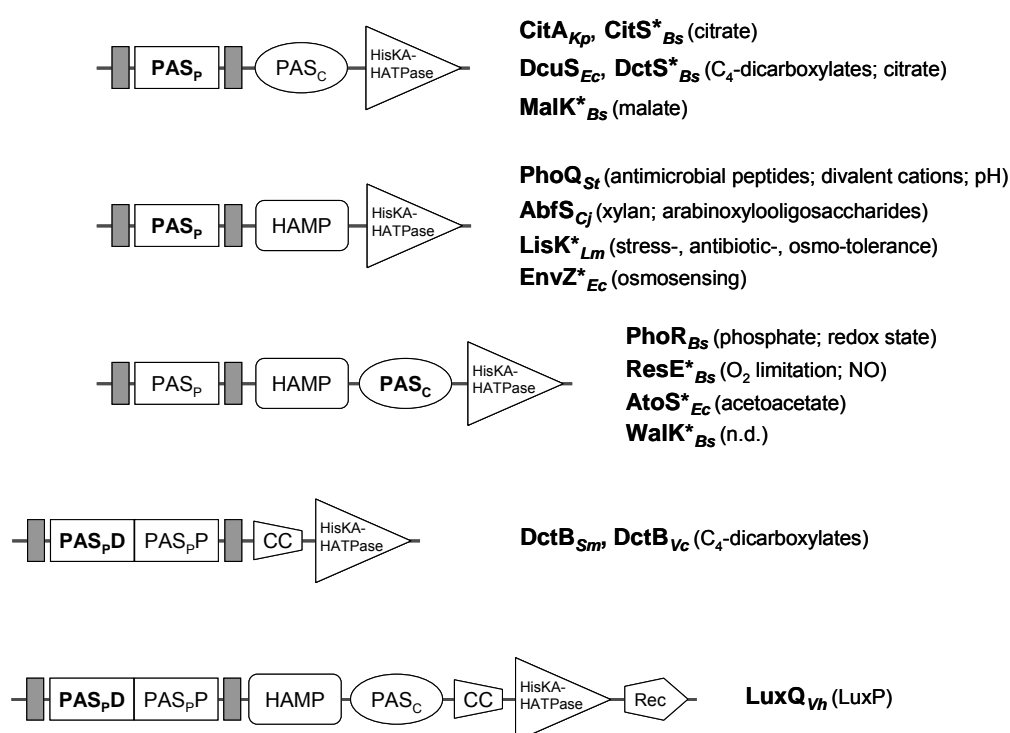 CitA_Kp, CitS*_Bs (citrate)
PAS_P PAS_C HisKA-HATPase
DcuS_Ec, DctS*_Bs (C4-dicarboxylates; citrate)
MalK*_Bs (malate)
PhoQ_St (antimicrobial peptides; divalent cations; pH)
PAS_P HAMP HisKA-HATPase
AbfS_Cj (xylan; arabinoxylooligosaccharides)
LisK*_Lm (stress-, antibiotic-, osmo-tolerance)
EnvZ*_Ec (osmosensing)
PhoR_Bs (phosphate; redox state)
PAS_P HAMP PAS_C HisKA-HATPase
ResE*_Bs (O2 limitation; NO)
AtoS*_Ec (acetoacetate)
WalK*_Bs (n.d.)
PAS_PD PAS_PP CC HisKA-HATPase
DctB_Sm, DctB_Vc (C4-dicarboxylates)
PAS_PD PAS_PP HAMP PAS_C CC HisKA-HATPase Rec
LuxQ_Vh (LuxP)